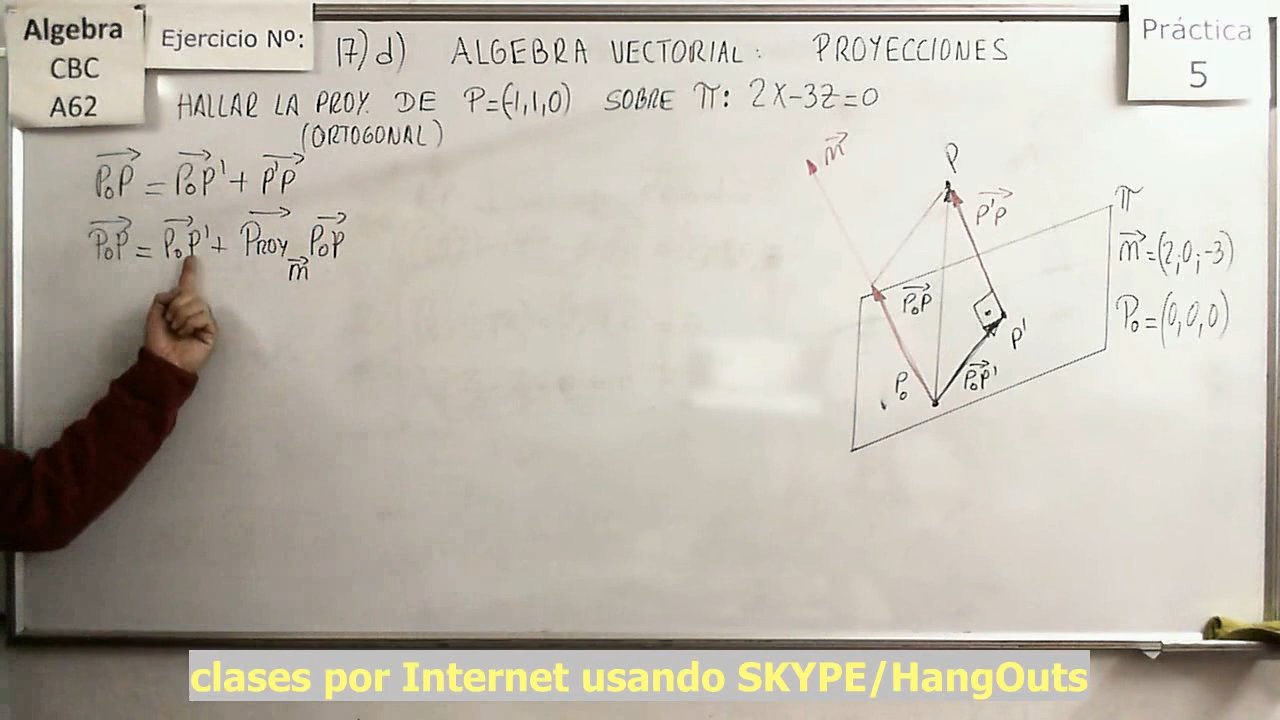 Algebra
CBC
A62
Ejercicio Nº:
17) d) ALGEBRA VECTORIAL: PROYECCIONES
Práctica
5
HALLAR LA PROY. DE P=(-1,1,0) SOBRE π: 2X-3Z=0
(ORTOGONAL)
P₀P = P₀P' + P'P
P₀P = P₀P' + PROY m P₀P
m
P
P'P
π
m=(2,0,-3)
P₀P
P₀=(0,0,0)
P'
P₀
P₀P'
clases por Internet usando SKYPE/HangOuts